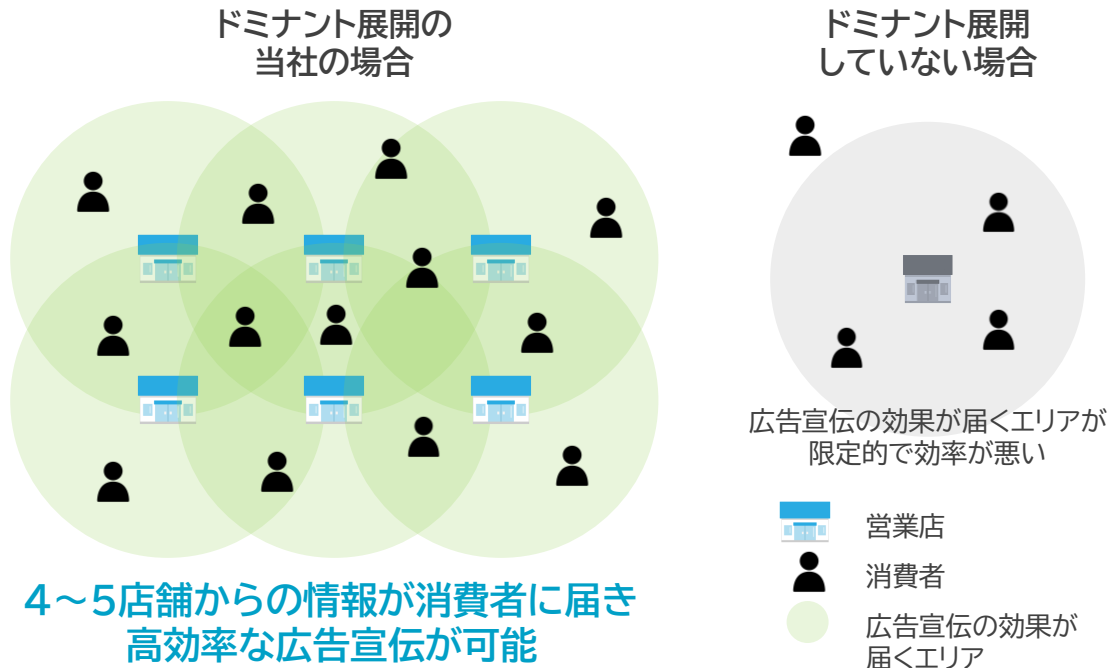 ドミナント展開の
当社の場合
ドミナント展開
していない場合
広告宣伝の効果が届くエリアが
限定的で効率が悪い
営業店
消費者
広告宣伝の効果が
届くエリア
4～5店舗からの情報が消費者に届き
高効率な広告宣伝が可能